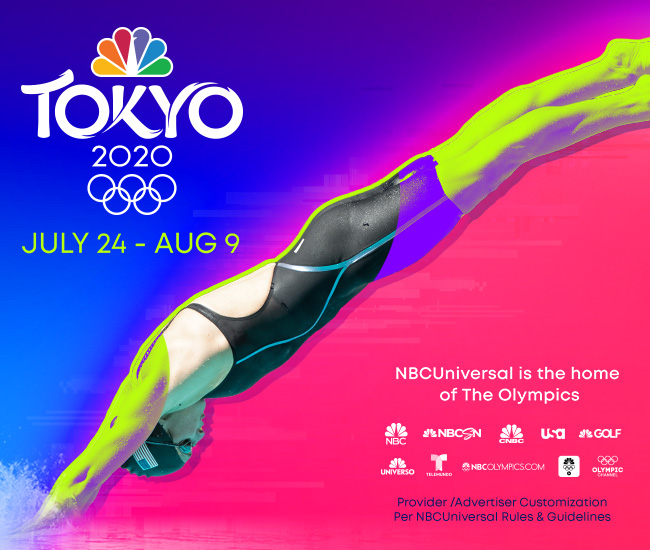 TOKYO
2020
JULY 24 - AUG 9
NBCUniversal is the home
of The Olympics
NBC NBCSN CNBC USA GOLF
UNIVERSO TELEMUNDO NBCOLYMPICS.COM OLYMPIC CHANNEL
Provider /Advertiser Customization
Per NBCUniversal Rules & Guidelines